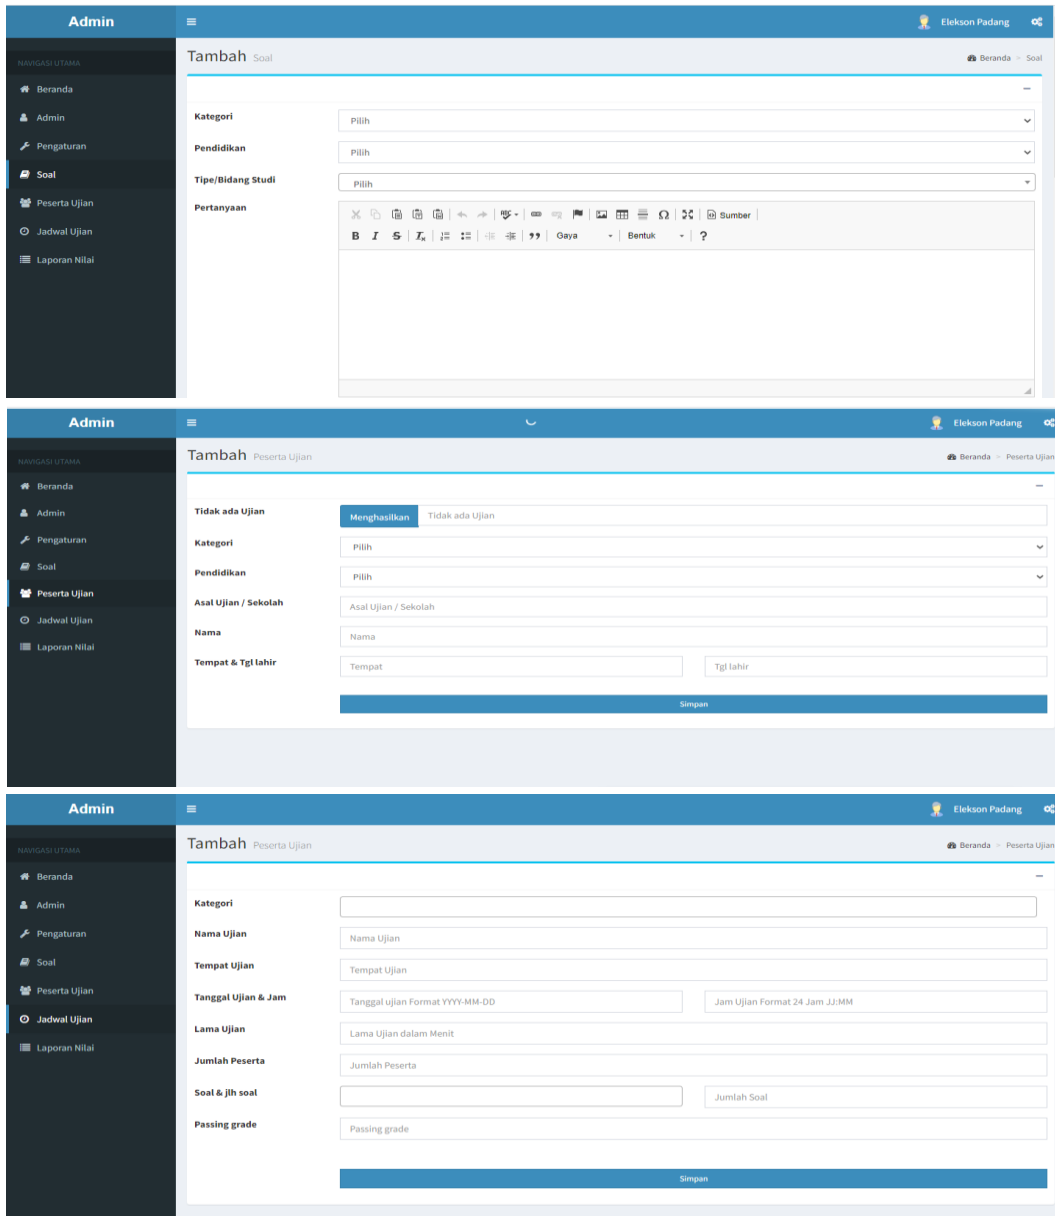 Admin
Elekson Padang
NAVIGASI UTAMA
Beranda
Admin
Pengaturan
Soal
Peserta Ujian
Jadwal Ujian
Laporan Nilai
Tambah Soal
Beranda > Soal
Kategori
Pilih
Pendidikan
Pilih
Tipe/Bidang Studi
Pilih
Pertanyaan
Sumber
B I S Gaya Bentuk ?
Admin
Elekson Padang
NAVIGASI UTAMA
Beranda
Admin
Pengaturan
Soal
Peserta Ujian
Jadwal Ujian
Laporan Nilai
Tambah Peserta Ujian
Beranda > Peserta Ujian
Tidak ada Ujian
Menghasilkan Tidak ada Ujian
Kategori
Pilih
Pendidikan
Pilih
Asal Ujian / Sekolah
Asal Ujian / Sekolah
Nama
Nama
Tempat & Tgl lahir
Tempat Tgl lahir
Simpan
Admin
Elekson Padang
NAVIGASI UTAMA
Beranda
Admin
Pengaturan
Soal
Peserta Ujian
Jadwal Ujian
Laporan Nilai
Tambah Peserta Ujian
Beranda > Peserta Ujian
Kategori
Nama Ujian
Nama Ujian
Tempat Ujian
Tempat Ujian
Tanggal Ujian & Jam
Tanggal ujian Format YYYY-MM-DD Jam Ujian Format 24 Jam JJ:MM
Lama Ujian
Lama Ujian dalam Menit
Jumlah Peserta
Jumlah Peserta
Soal & jlh soal
Jumlah Soal
Passing grade
Passing grade
Simpan